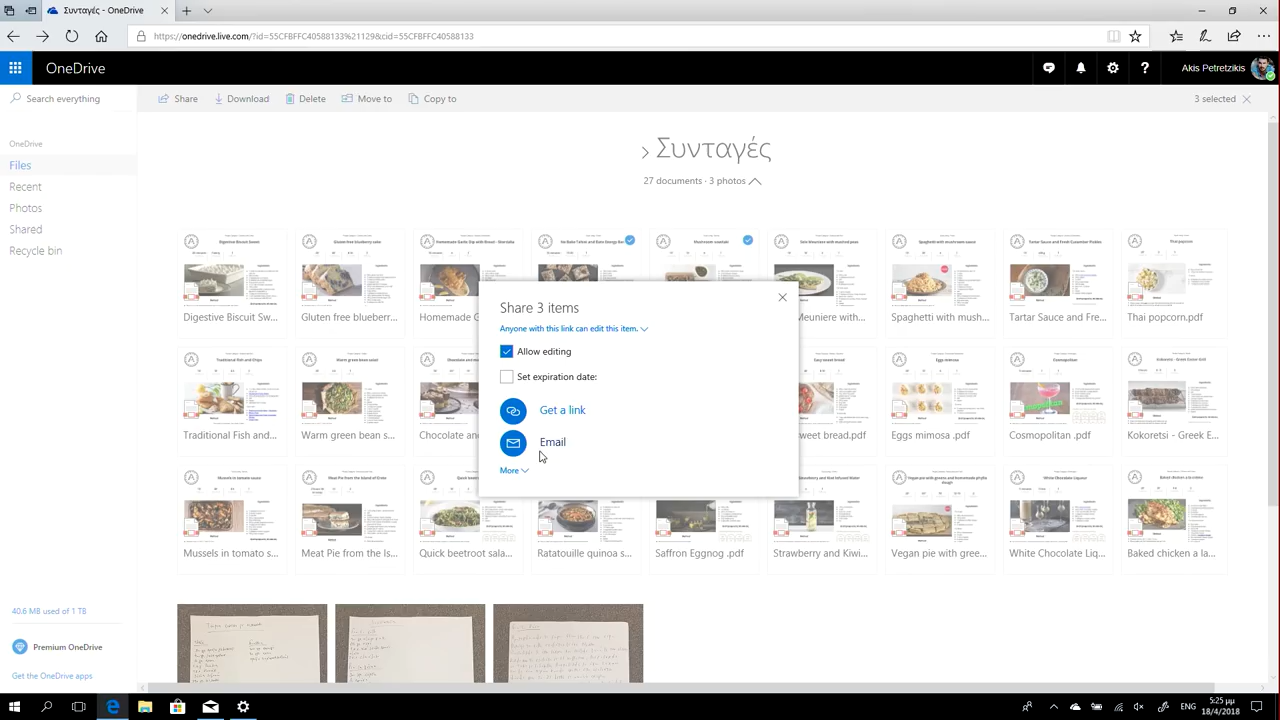 Συνταγές - OneDrive
https://onedrive.live.com/?id=55CFBFFC40588133%21129&cid=55CFBFFC40588133
OneDrive
Akis Petretzikis
Search everything
Share
Download
Delete
Move to
Copy to
3 selected
OneDrive
Files
Recent
Photos
Shared
Recycle bin
> Συνταγές
27 documents · 3 photos
Digestive Biscuit Sw...
Gluten free blueberr...
Homemade G
Meuniere with...
Spaghetti with mush...
Tartar Sauce and Fre...
Thai popcorn.pdf
Share 3 items
Anyone with this link can edit this item.
Allow editing
Set expiration date:
Get a link
Email
More
Traditional Fish and...
Warm green bean s...
Chocolate and
weet bread.pdf
Eggs mimosa .pdf
Cosmopolitan .pdf
Kokoretsi - Greek E...
Mussels in tomato s...
Meat Pie from the Is...
Quick beetroot sala...
Ratatouille quinoa s...
Saffron Eggnog .pdf
Strawberry and Kiwi...
Vegan pie with gree...
White Chocolate Liq...
Baked chicken a la...
40.6 MB used of 1 TB
Premium OneDrive
Get the OneDrive apps
ENG
5:25 μμ
18/4/2018